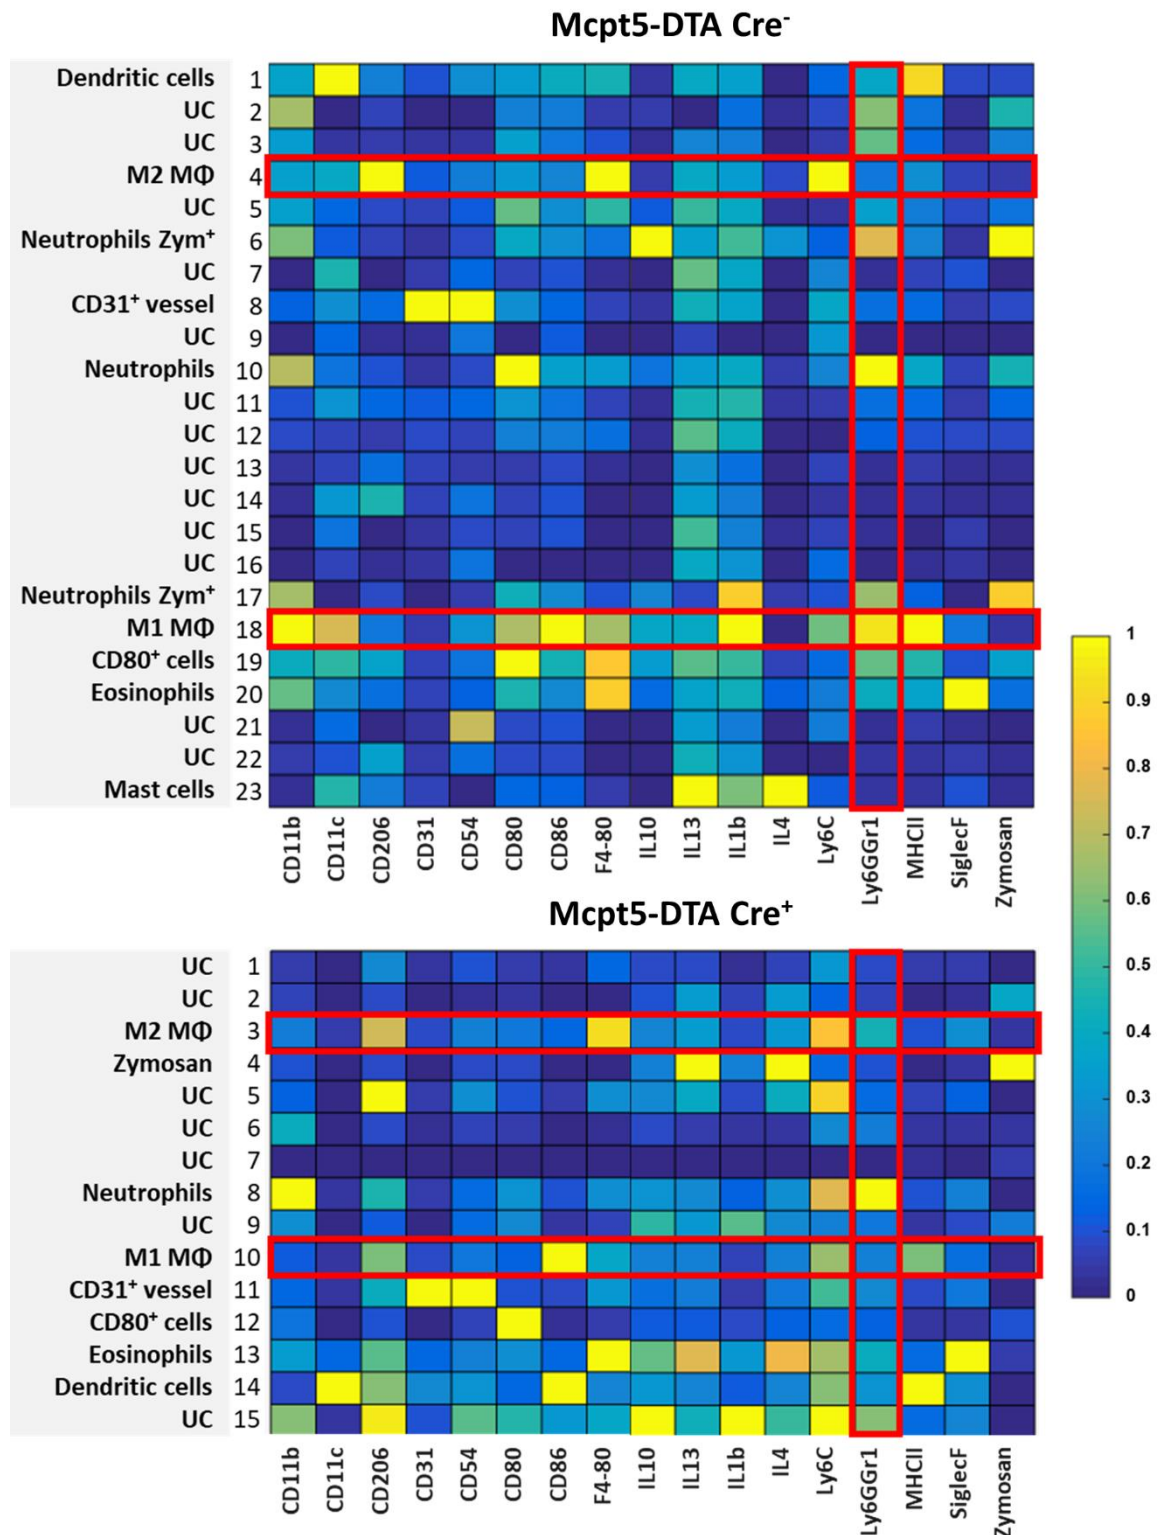 Mcpt5-DTA Cre⁻
Dendritic cells 1
UC 2
UC 3
M2 MΦ 4
UC 5
Neutrophils Zym⁺ 6
UC 7
CD31⁺ vessel 8
UC 9
Neutrophils 10
UC 11
UC 12
UC 13
UC 14
UC 15
UC 16
Neutrophils Zym⁺ 17
M1 MΦ 18
CD80⁺ cells 19
Eosinophils 20
UC 21
UC 22
Mast cells 23
CD11b
CD11c
CD206
CD31
CD54
CD80
CD86
F4-80
IL10
IL13
IL1b
IL4
Ly6C
Ly6GGr1
MHCII
SiglecF
Zymosan
1
0.9
0.8
0.7
0.6
0.5
0.4
0.3
0.2
0.1
0
Mcpt5-DTA Cre⁺
UC 1
UC 2
M2 MΦ 3
Zymosan 4
UC 5
UC 6
UC 7
Neutrophils 8
UC 9
M1 MΦ 10
CD31⁺ vessel 11
CD80⁺ cells 12
Eosinophils 13
Dendritic cells 14
UC 15
CD11b
CD11c
CD206
CD31
CD54
CD80
CD86
F4-80
IL10
IL13
IL1b
IL4
Ly6C
Ly6GGr1
MHCII
SiglecF
Zymosan